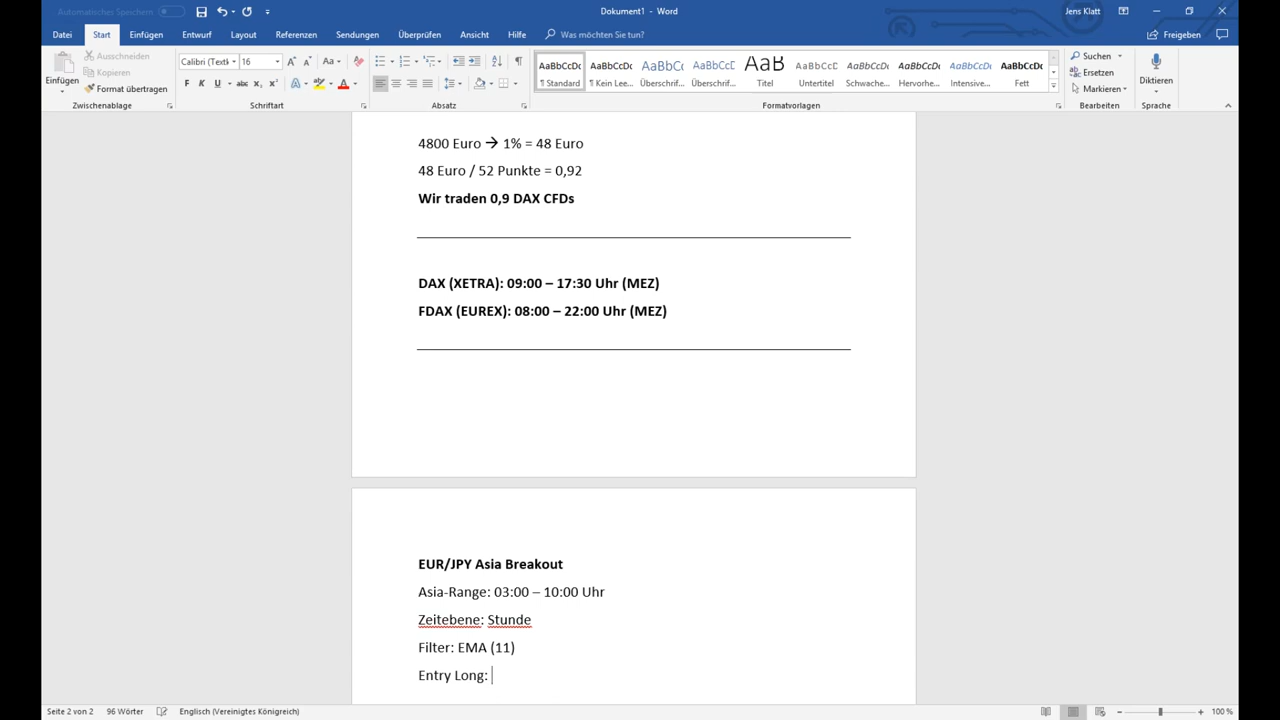 Automatisches Speichern
Dokument1 - Word
Jens Klatt
Datei Start Einfügen Entwurf Layout Referenzen Sendungen Überprüfen Ansicht Hilfe Was möchten Sie tun? Freigeben
Einfügen
Ausschneiden
Kopieren
Format übertragen
Zwischenablage
Calibri (Textk 16
Aa
F K U abc x₂ x²
Schriftart
Absatz
AaBbCcDc AaBbCcDc AaBbCc AaBbCcD AaB AaBbCcD AaBbCcDc AaBbCcDc AaBbCcDc AaBbCcDc
¶ Standard ¶ Kein Lee... Überschrif... Überschrif... Titel Untertitel Schwache... Hervorhe... Intensive... Fett
Formatvorlagen
Suchen
Ersetzen
Markieren
Bearbeiten
Diktieren
Sprache
4800 Euro → 1% = 48 Euro
48 Euro / 52 Punkte = 0,92
Wir traden 0,9 DAX CFDs
DAX (XETRA): 09:00 – 17:30 Uhr (MEZ)
FDAX (EUREX): 08:00 – 22:00 Uhr (MEZ)
EUR/JPY Asia Breakout
Asia-Range: 03:00 – 10:00 Uhr
Zeitebene: Stunde
Filter: EMA (11)
Entry Long:
Seite 2 von 2 96 Wörter Englisch (Vereinigtes Königreich) 100 %